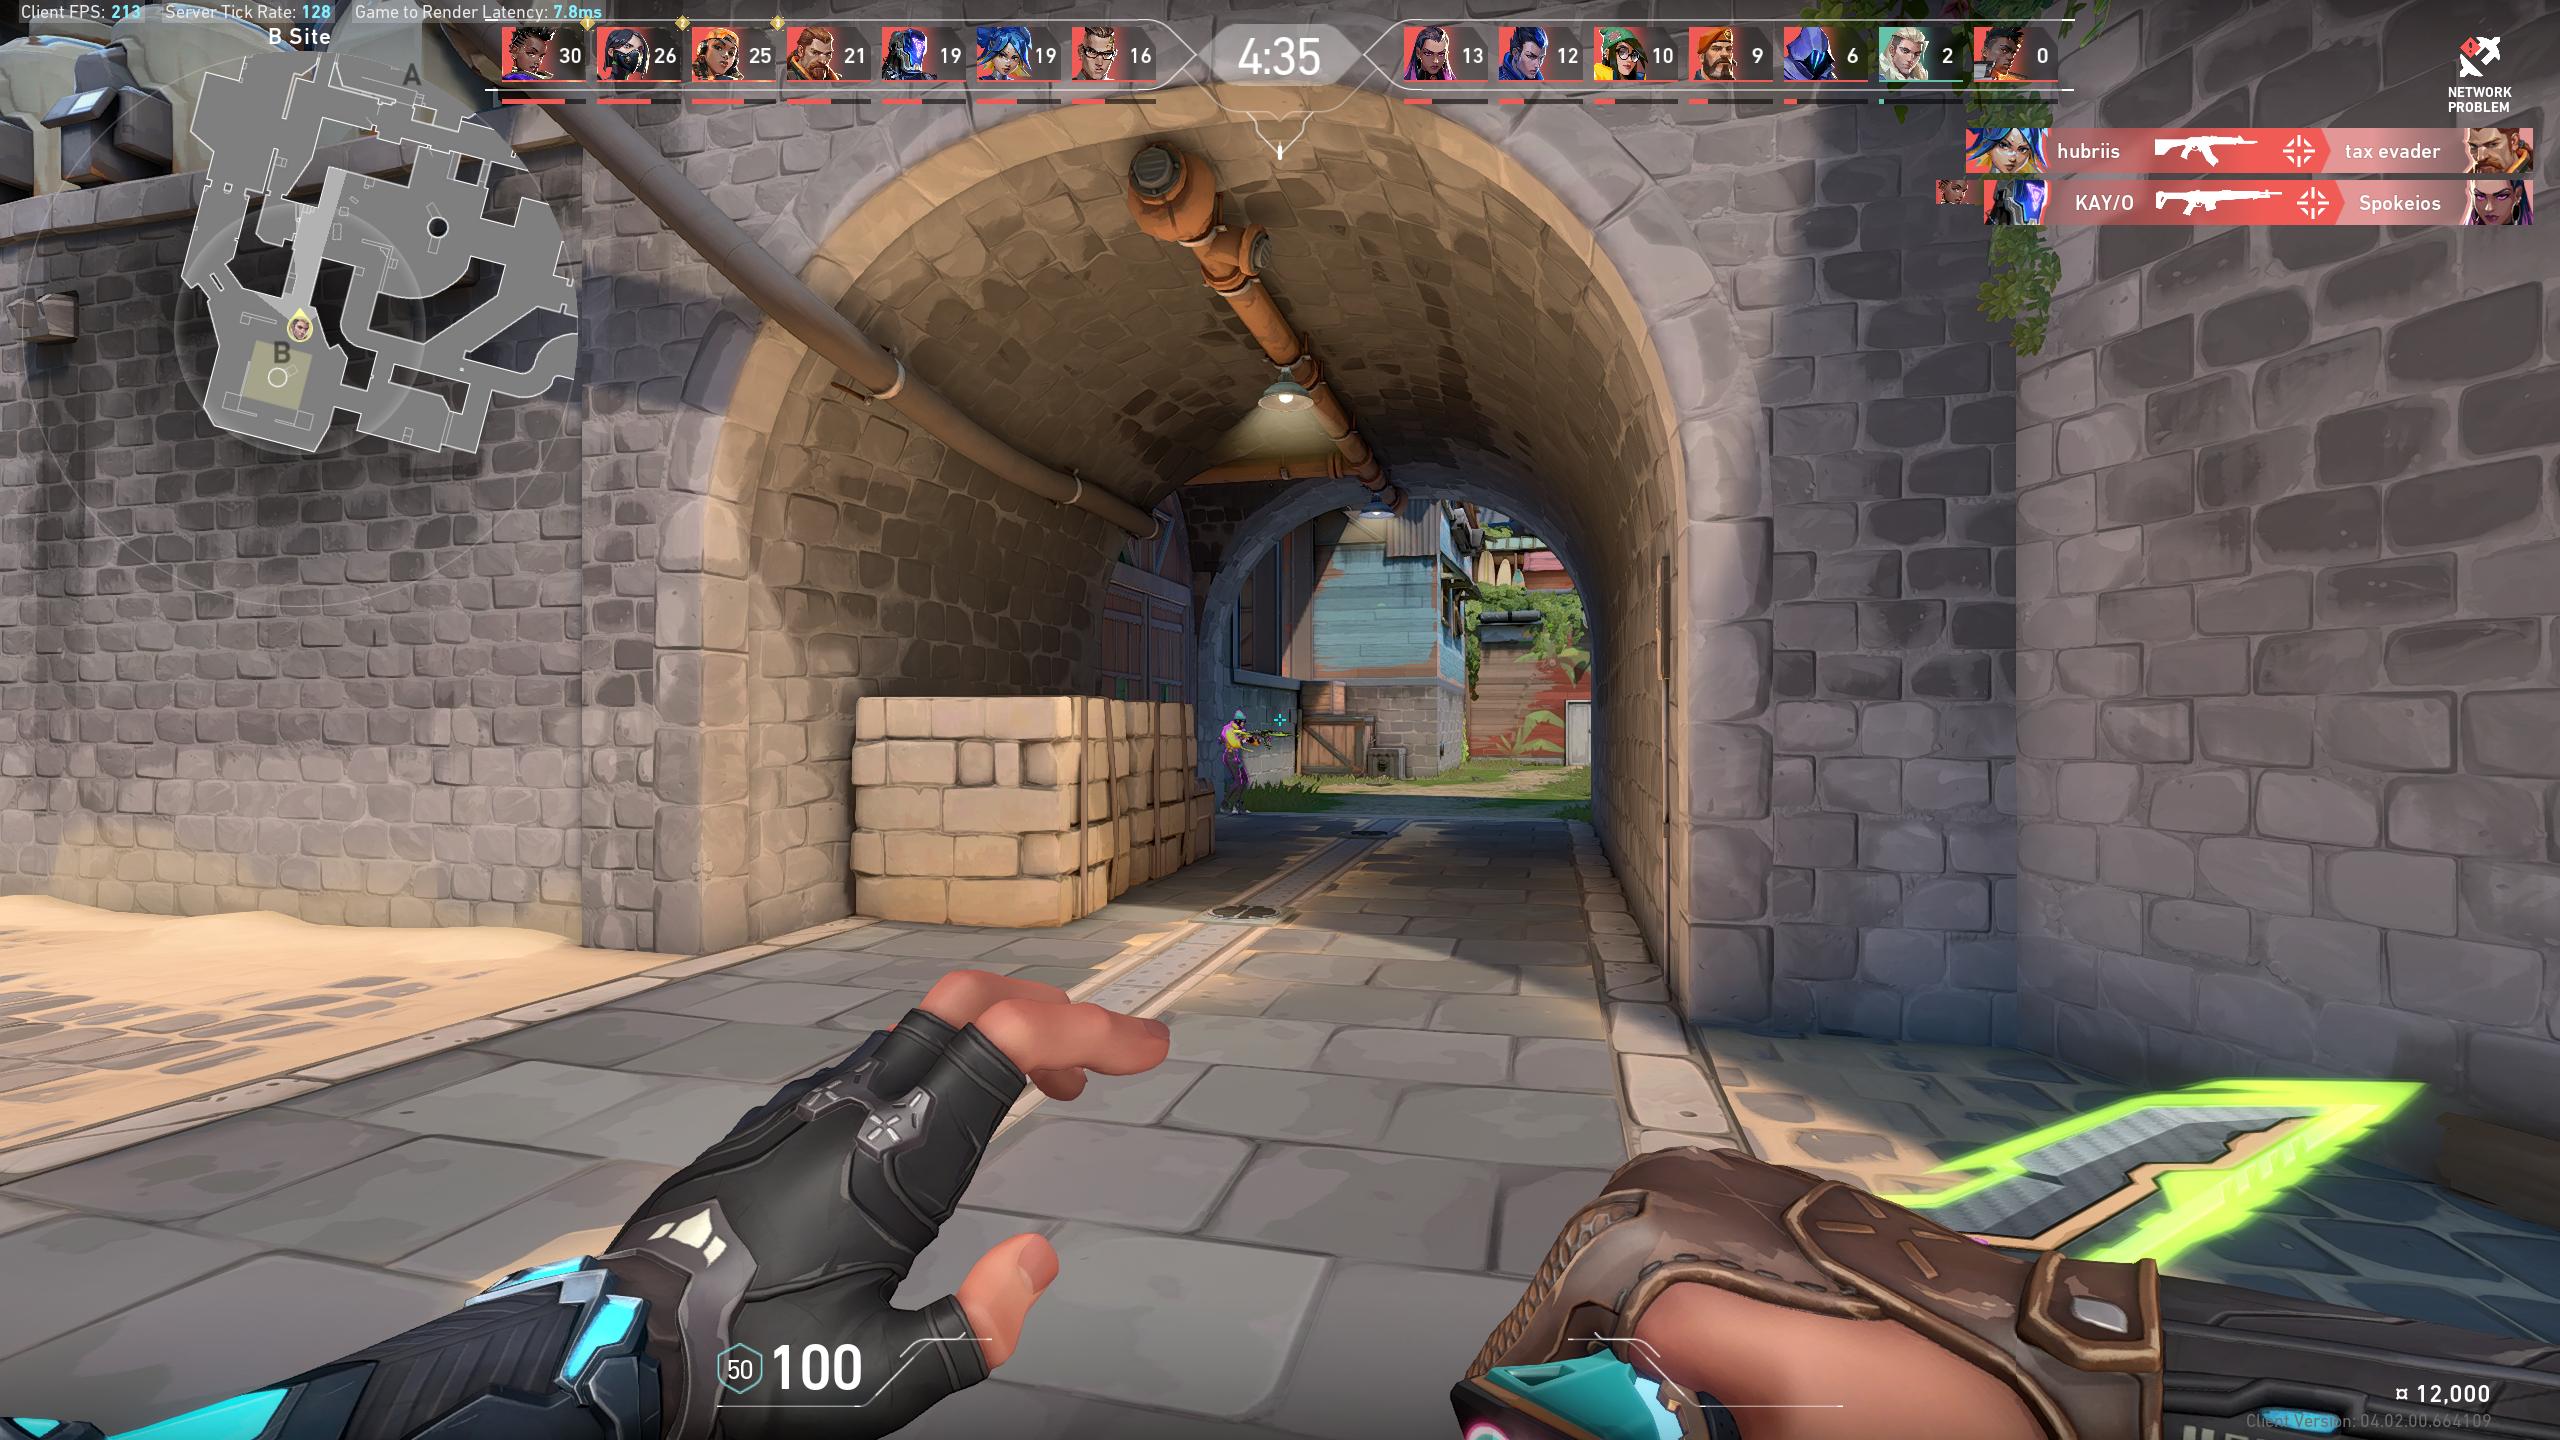 Client FPS: 213 Server Tick Rate: 128 Game to Render Latency: 7.8ms
B Site
A
B
30 26 25 21 19 19 16 4:35 13 12 10 9 6 2 0
NETWORK
PROBLEM
hubriis tax evader
KAY/O Spokeios
50 100
¤ 12,000
Client Version: 04.02.00.664109